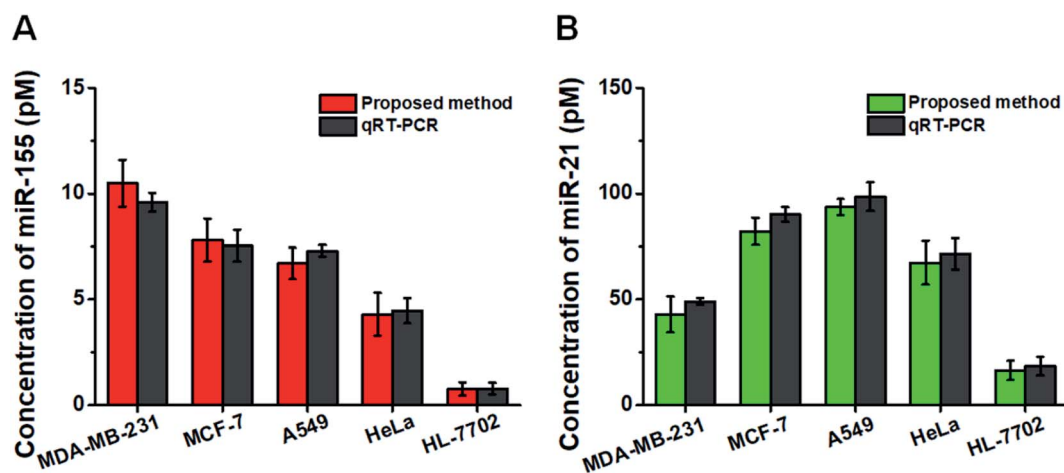 A
Concentration of miR-155 (pM)
15
10
5
0
Proposed method
qRT-PCR
MDA-MB-231
MCF-7
A549
HeLa
HL-7702
B
Concentration of miR-21 (pM)
150
100
50
0
Proposed method
qRT-PCR
MDA-MB-231
MCF-7
A549
HeLa
HL-7702